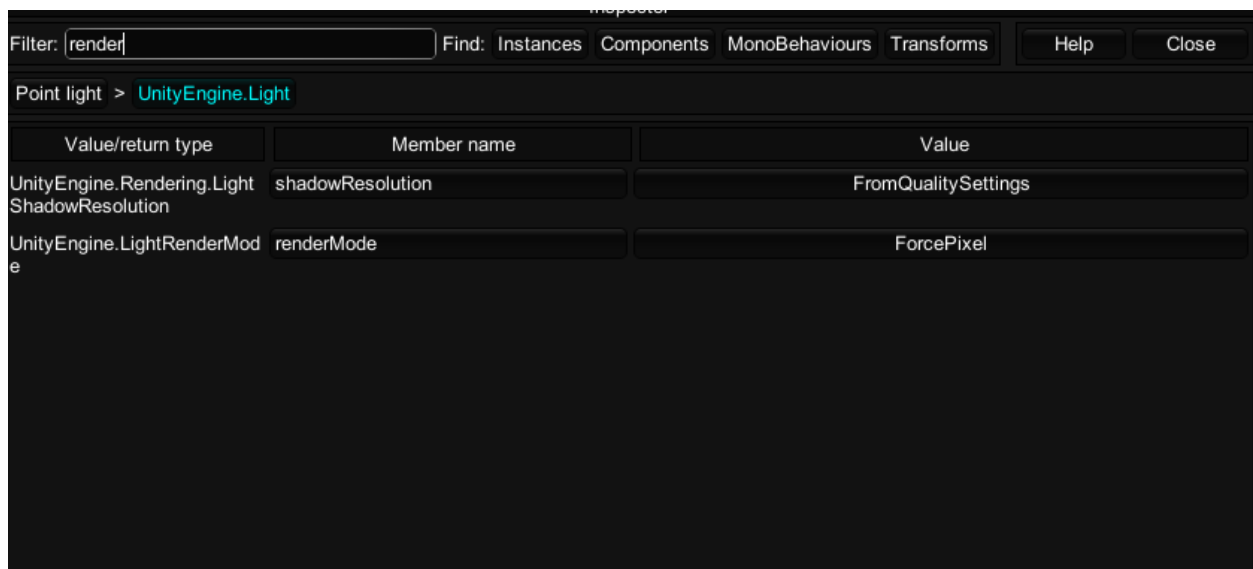 Inspector
Filter: render Find: Instances Components MonoBehaviours Transforms Help Close
Point light > UnityEngine.Light
Value/return type Member name Value
UnityEngine.Rendering.Light shadowResolution FromQualitySettings
ShadowResolution
UnityEngine.LightRenderMod renderMode ForcePixel
e